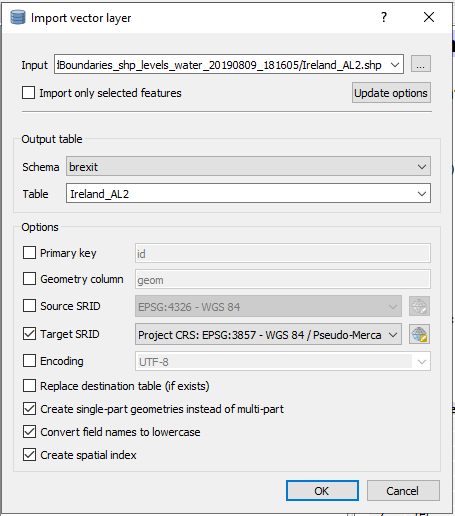 Import vector layer
Input :Boundaries_shp_levels_water_20190809_181605/Ireland_AL2.shp ...
Import only selected features Update options
Output table
Schema brexit
Table Ireland_AL2
Options
Primary key id
Geometry column geom
Source SRID EPSG:4326 - WGS 84
Target SRID Project CRS: EPSG:3857 - WGS 84 / Pseudo-Merca
Encoding UTF-8
Replace destination table (if exists)
Create single-part geometries instead of multi-part
Convert field names to lowercase
Create spatial index
OK Cancel